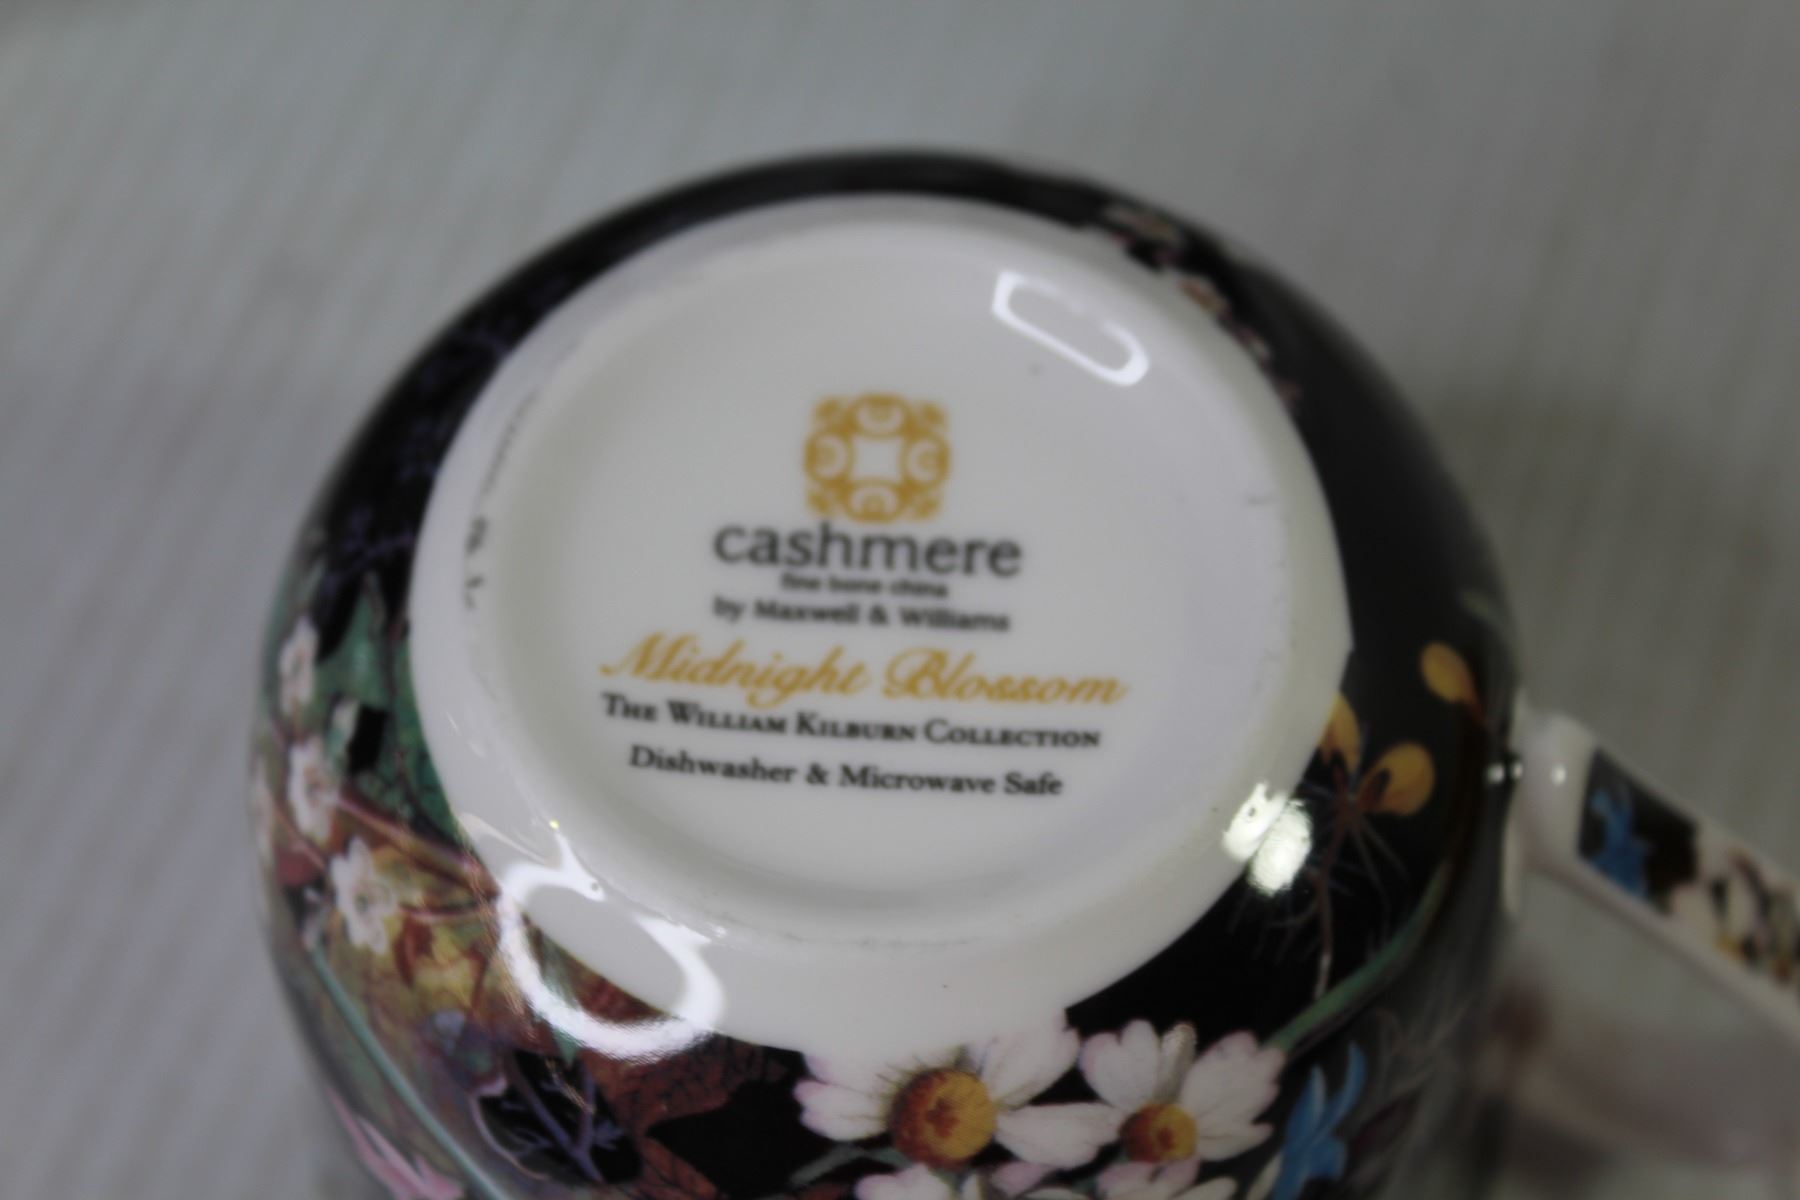 cashmere
fine bone china
by Maxwell & Williams
Midnight Blossom
THE WILLIAM KILBURN COLLECTION
Dishwasher & Microwave Safe